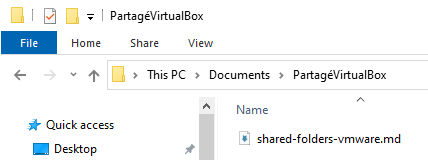 PartagéVirtualBox
File Home Share View
This PC > Documents > PartagéVirtualBox
Quick access
Name
Desktop
shared-folders-vmware.md